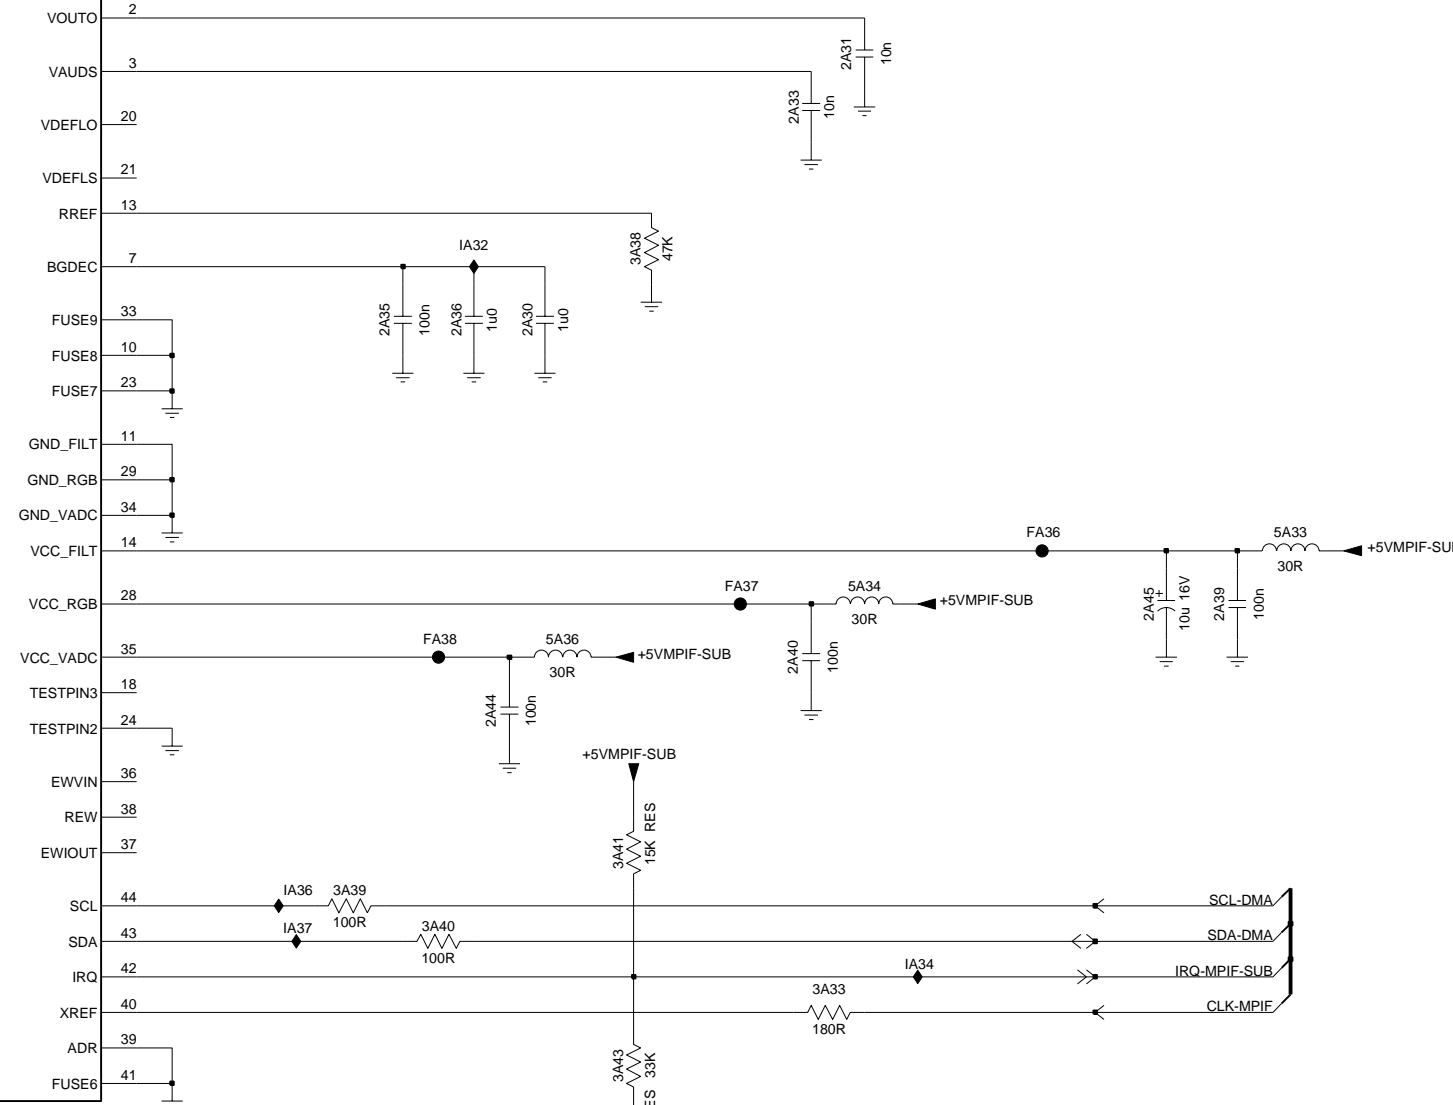 VOUTO 2
2A31 10n
VAUDS 3
2A33 10n
VDEFLO 20
VDEFLS 21
RREF 13
3A38 47K
IA32
BGDEC 7
2A35 100n 2A36 1u0 2A30 1u0
FUSE9 33
FUSE8 10
FUSE7 23
GND_FILT 11
GND_RGB 29
GND_VADC 34
FA36 5A33
VCC_FILT 14 +5VMPIF-SU
30R
2A45 + 10u 16V 2A39 100n
FA37 5A34
VCC_RGB 28 +5VMPIF-SUB
30R
2A40 100n
FA38 5A36
VCC_VADC 35 +5VMPIF-SUB
30R
2A44 100n
TESTPIN3 18
TESTPIN2 24
+5VMPIF-SUB
EWVIN 36
REW 38
3A41 15K RES
EWIOUT 37
IA36 3A39
SCL 44 SCL-DMA
100R
IA37 3A40
SDA 43 SDA-DMA
100R
IA34
IRQ 42 IRQ-MPIF-SUB
3A33
XREF 40 CLK-MPIF
180R
ADR 39
3A43 33K ES
FUSE6 41